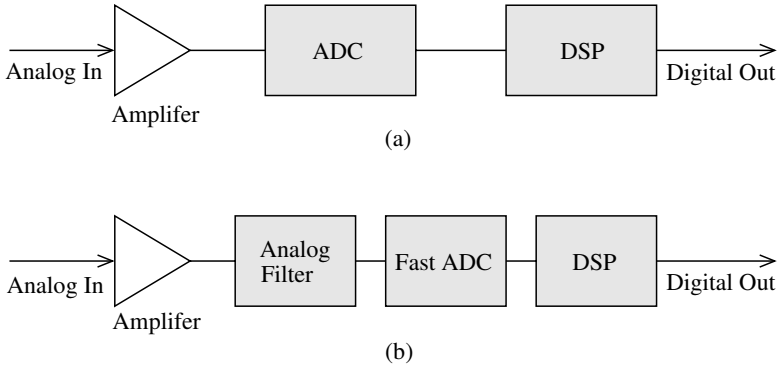 ADC
DSP
Analog In
Digital Out
Amplifer
(a)
Analog
Filter
Fast ADC
DSP
Analog In
Digital Out
Amplifer
(b)